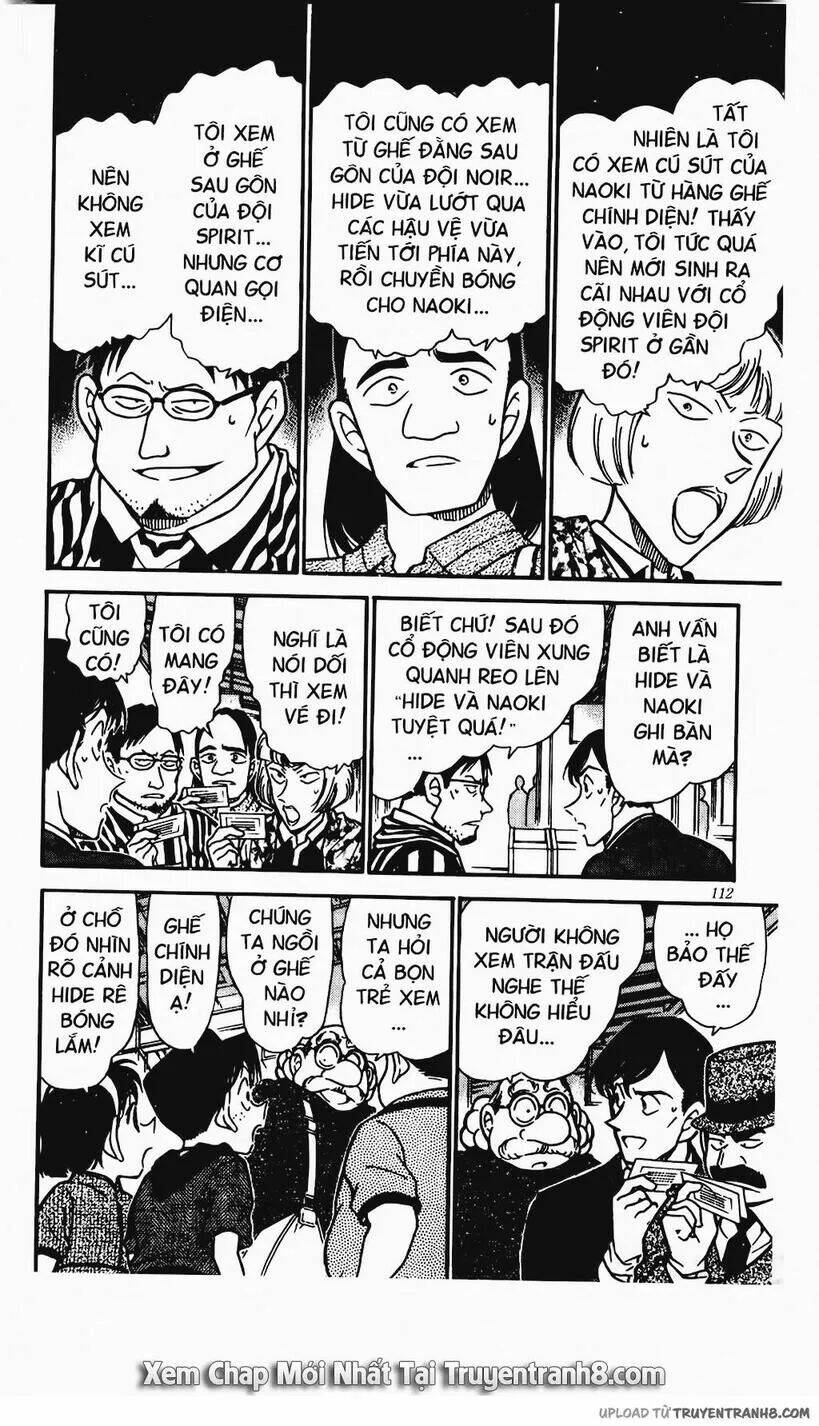 TẤT
NHIÊN LÀ TÔI
CÓ XEM CÚ SÚT CỦA
NAOKI TỪ HÀNG GHẾ
CHÍNH DIỆN! THẤY
VÀO, TÔI TỨC QUÁ
NÊN MỚI SINH RA
CÃI NHAU VỚI CỔ
ĐỘNG VIÊN ĐỘI
SPIRIT Ở GẦN
ĐÓ!
TÔI CŨNG CÓ XEM
TỪ GHẾ ĐẰNG SAU
GÔN CỦA ĐỘI NOIR...
HIDE VỪA LƯỚT QUA
CÁC HẬU VỆ VỪA
TIẾN TỚI PHÍA NÀY,
RỒI CHUYỀN BÓNG
CHO NAOKI...
TÔI XEM
Ở GHẾ
SAU GÔN
CỦA ĐỘI
SPIRIT...
NHƯNG CƠ
QUAN GỌI
ĐIỆN...
NÊN
KHÔNG
XEM
KĨ CÚ
SÚT...
ANH VẪN
BIẾT LÀ
HIDE VÀ
NAOKI
GHI BÀN
MÀ?
BIẾT CHỨ! SAU ĐÓ
CỔ ĐỘNG VIÊN XUNG
QUANH REO LÊN
"HIDE VÀ NAOKI
TUYỆT QUÁ!"
...
NGHĨ LÀ
NÓI DỐI
THÌ XEM
VÉ ĐI!
TÔI CÓ
MANG
ĐÂY!
TÔI
CŨNG
CÓ!
112
... HỌ
BẢO THẾ
ĐẤY
...
NGƯỜI KHÔNG
XEM TRẬN ĐẤU
NGHE THẾ
KHÔNG HIỂU
ĐÂU...
NHƯNG
TA HỎI
CẢ BỌN
TRẺ XEM
...
CHÚNG
TA NGỒI
Ở GHẾ
NÀO
NHỈ?
GHẾ
CHÍNH
DIỆN
Ạ!
Ở CHỖ
ĐÓ NHÌN
RÕ CẢNH
HIDE RÊ
BÓNG
LẮM!
Xem Chap Mới Nhất Tại Truyentranh8.com
UPLOAD TỪ TRUYENTRANH8.COM